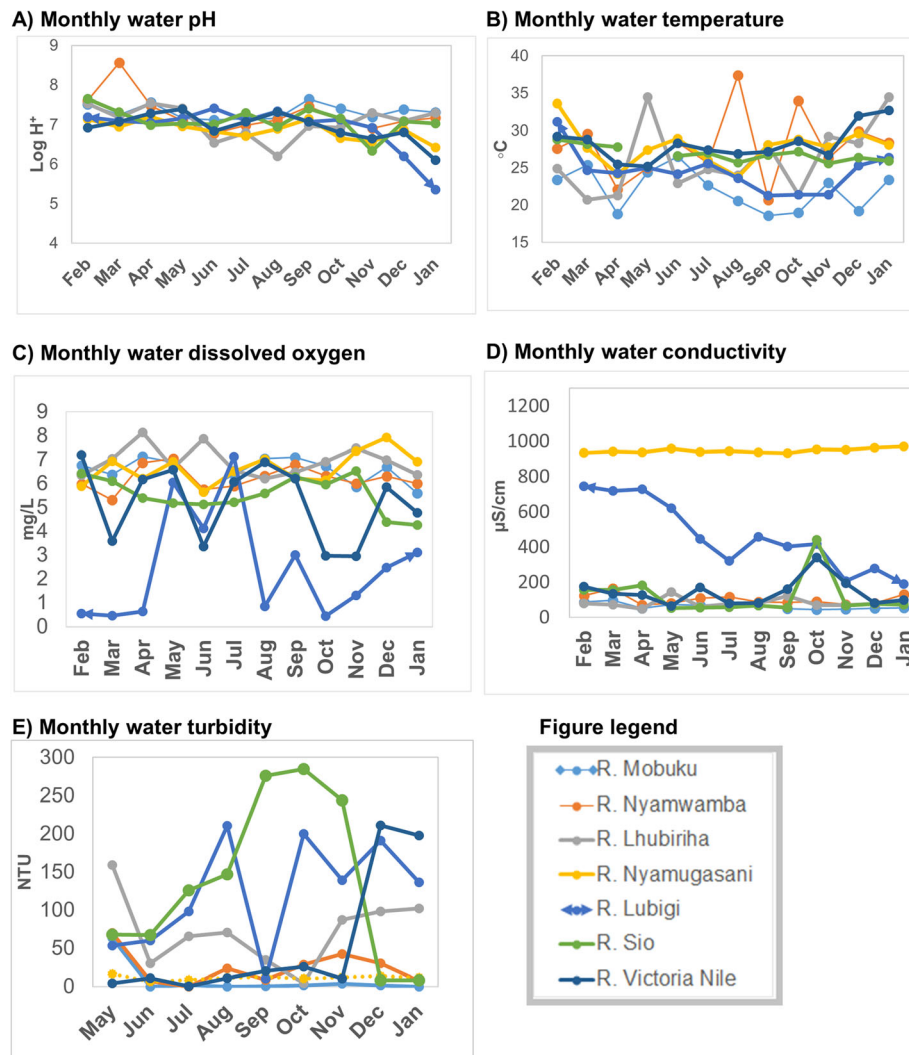 A) Monthly water pH
9
8
7
6
5
4
Log H⁺
Feb
Mar
Apr
May
Jun
Jul
Aug
Sep
Oct
Nov
Dec
Jan
B) Monthly water temperature
40
35
30
25
20
15
°C
Feb
Mar
Apr
May
Jun
Jul
Aug
Sep
Oct
Nov
Dec
Jan
C) Monthly water dissolved oxygen
9
8
7
6
5
4
3
2
1
0
mg/L
Feb
Mar
Apr
May
Jun
Jul
Aug
Sep
Oct
Nov
Dec
Jan
D) Monthly water conductivity
1200
1000
800
600
400
200
0
µS/cm
Feb
Mar
Apr
May
Jun
Jul
Aug
Sep
Oct
Nov
Dec
Jan
E) Monthly water turbidity
300
250
200
150
100
50
0
NTU
May
Jun
Jul
Aug
Sep
Oct
Nov
Dec
Jan
Figure legend
R. Mobuku
R. Nyamwamba
R. Lhubiriha
R. Nyamugasani
R. Lubigi
R. Sio
R. Victoria Nile